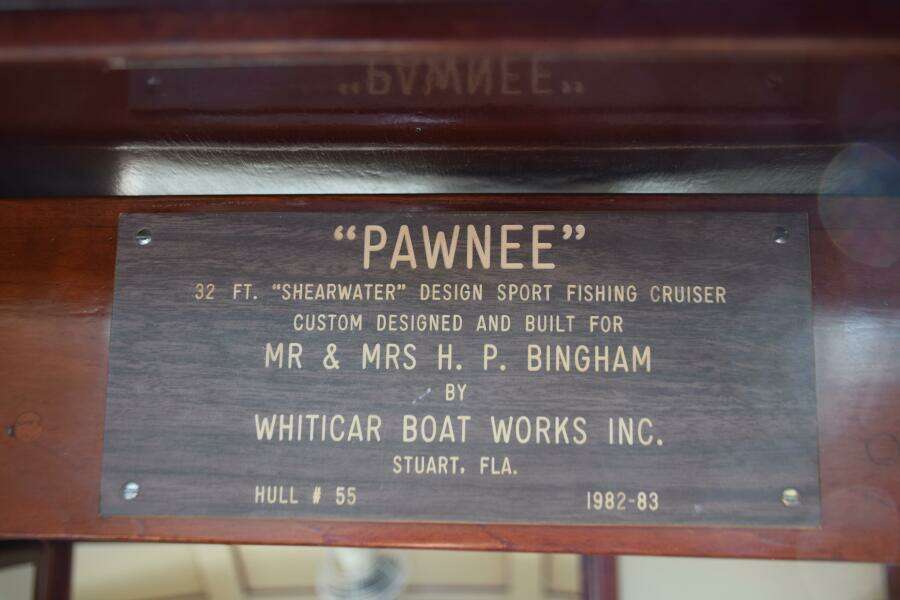 “PAWNEE”
32 FT. “SHEARWATER” DESIGN SPORT FISHING CRUISER
CUSTOM DESIGNED AND BUILT FOR
MR & MRS H. P. BINGHAM
BY
WHITICAR BOAT WORKS INC.
STUART, FLA.
HULL # 55 1982-83